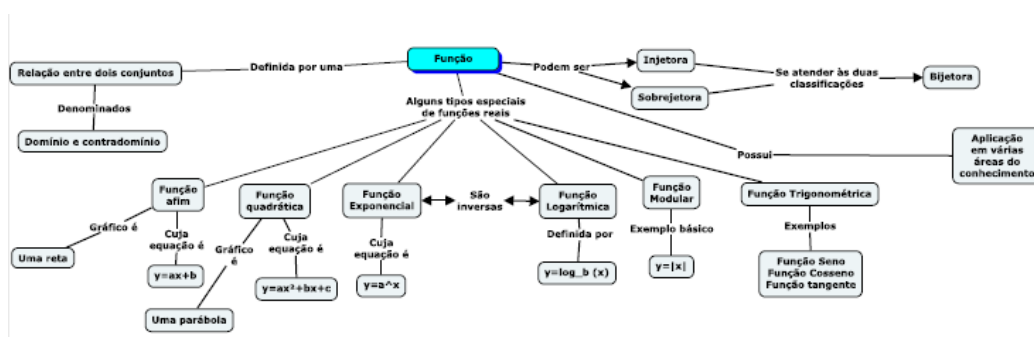 Função
Relação entre dois conjuntos
Definida por uma
Podem ser
Injetora
Sobrejetora
Se atender às duas
classificações
Bijetora
Denominados
Domínio e contradomínio
Alguns tipos especiais
de funções reais
Possui
Aplicação
em várias
áreas do
conhecimento
Função
afim
Gráfico é
Uma reta
Cuja
equação é
y=ax+b
Função
quadrática
Gráfico
é
Uma parábola
Cuja
equação é
y=ax²+bx+c
Função
Exponencial
Cuja
equação é
y=a^x
São
inversas
Função
Logarítmica
Definida por
y=log_b (x)
Função
Modular
Exemplo básico
y=|x|
Função Trigonométrica
Exemplos
Função Seno
Função Cosseno
Função tangente